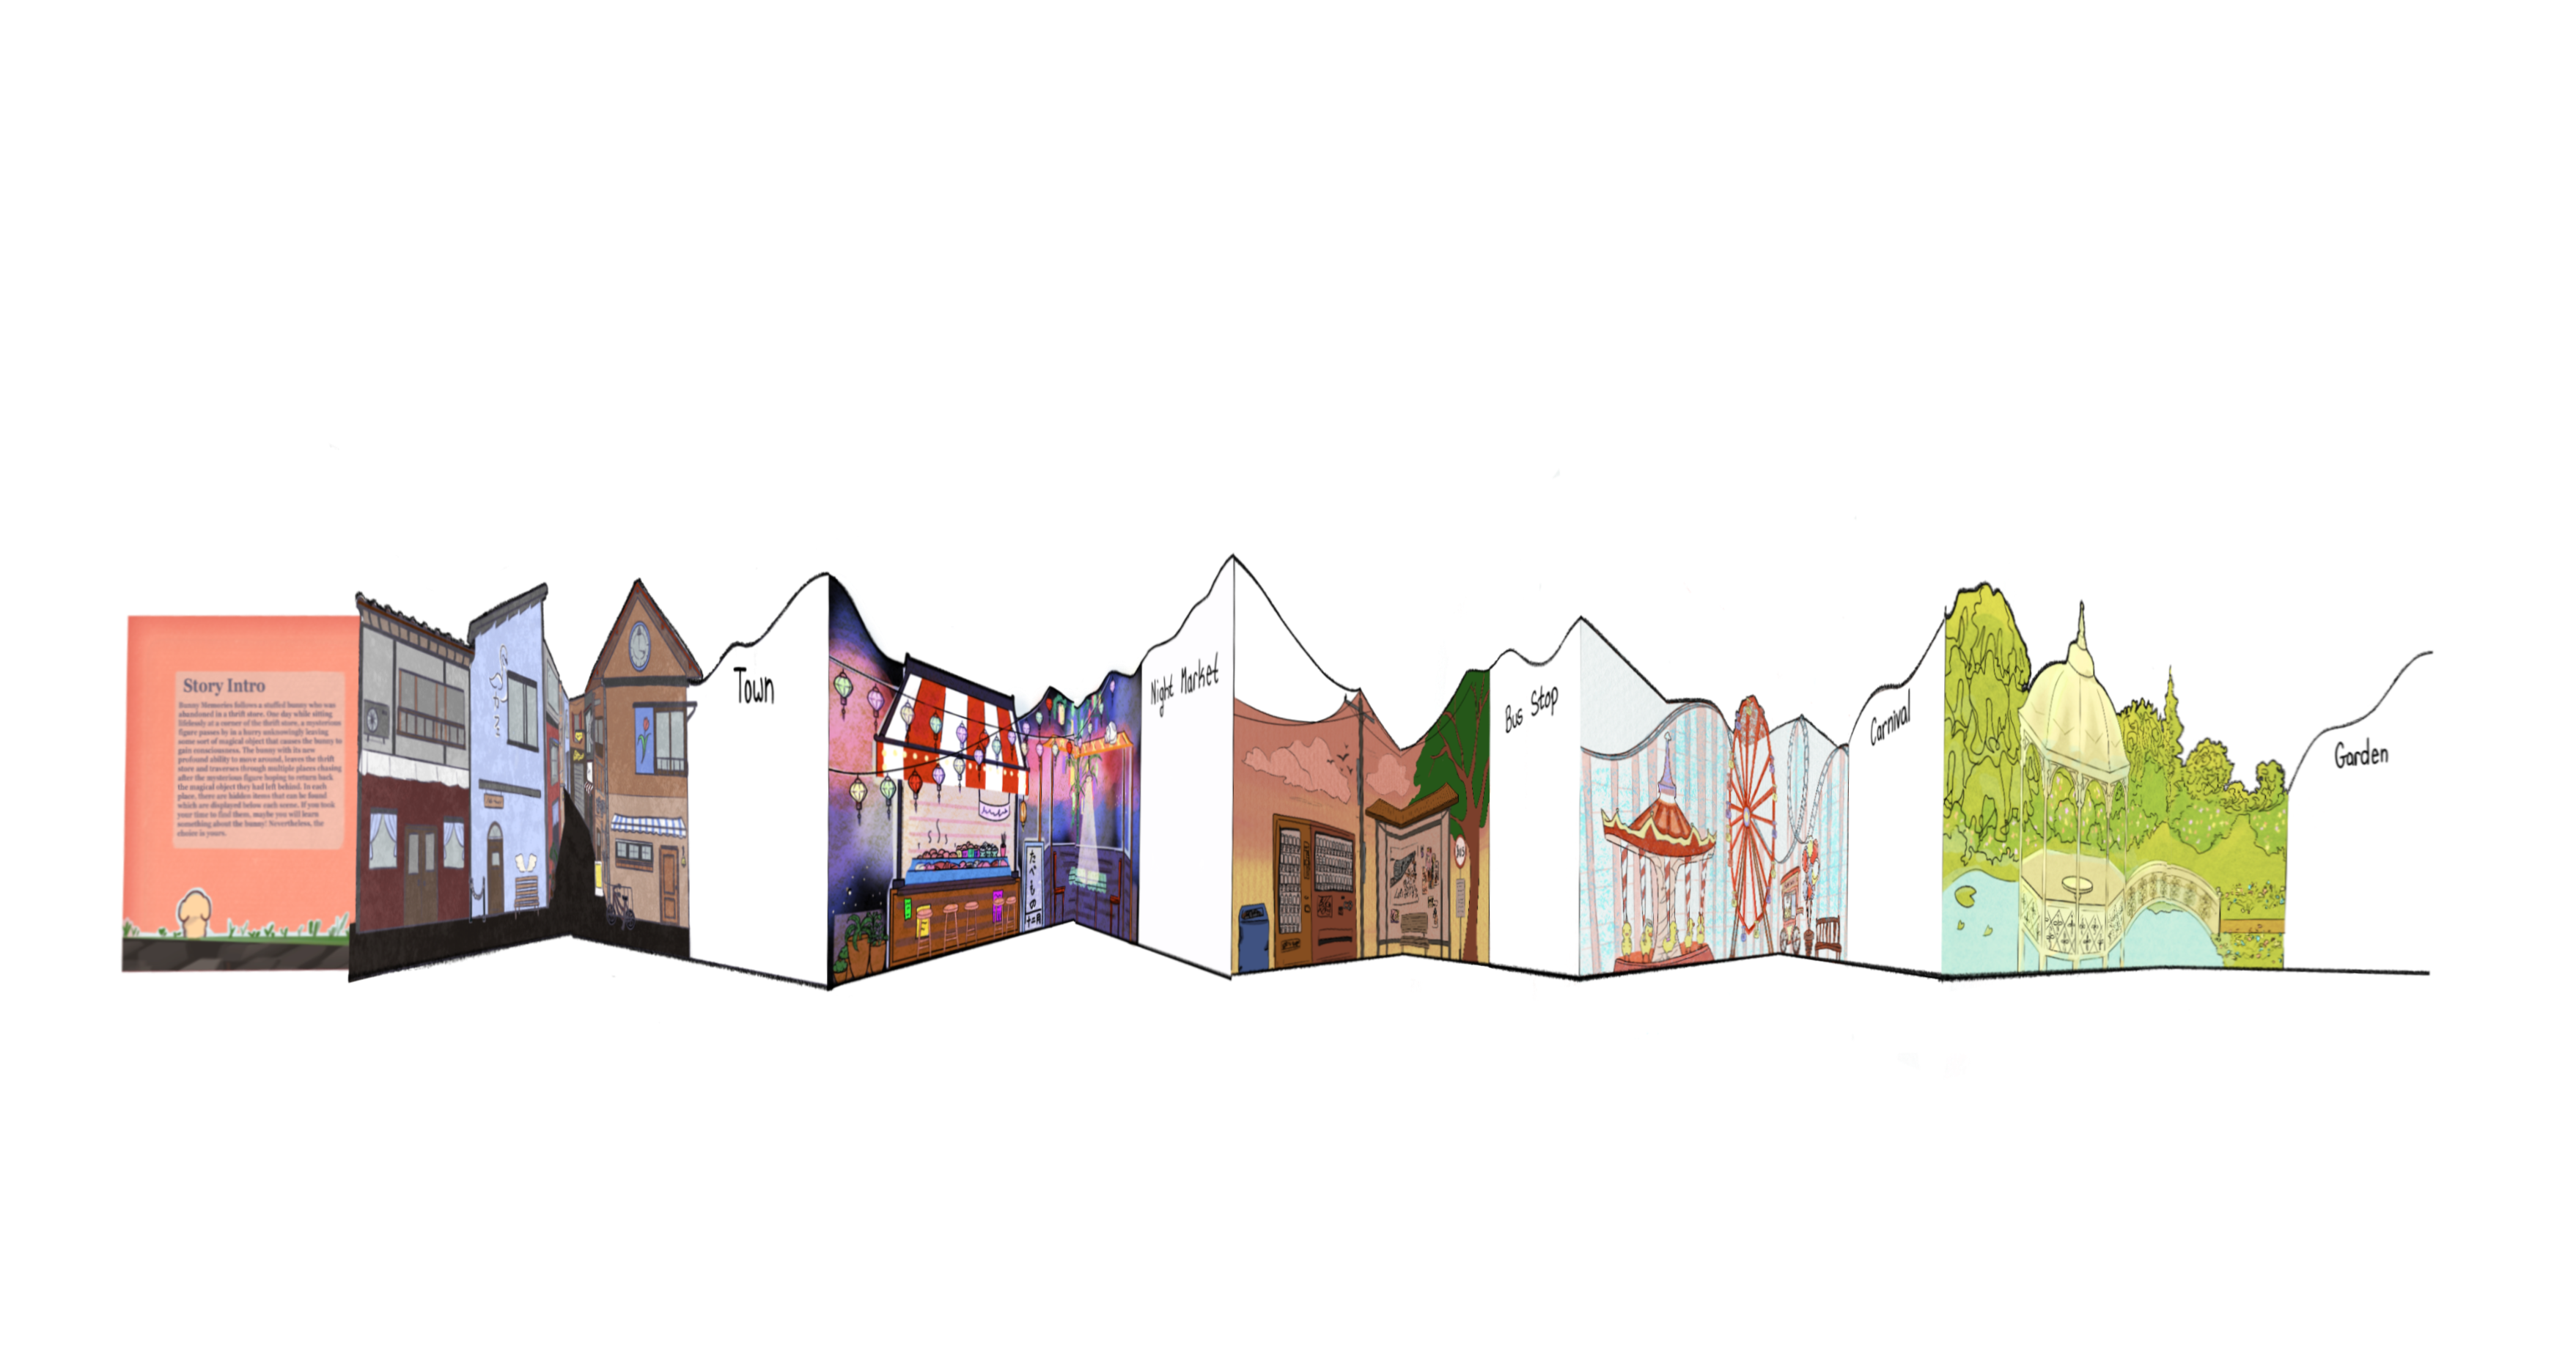 Story Intro
Bunny Memories follows a stuffed bunny who was
abandoned in a thrift store. One day while sitting
lifelessly at a corner of the thrift store, a mysterious
figure passes by in a hurry unknowingly leaving
some sort of magical object that causes the bunny to
gain consciousness. The bunny with its new
profound ability to move around, leaves the thrift
store and traverses through multiple places chasing
after the mysterious figure hoping to return back
the magical object they had left behind. In each
place, there are hidden items that can be found
which are displayed below each scene. If you took
your time to find them, maybe you will learn
something about the bunny! Nevertheless, the
choice is yours.
Town
たべもの
Night Market
Bus Stop
Carnival
Garden